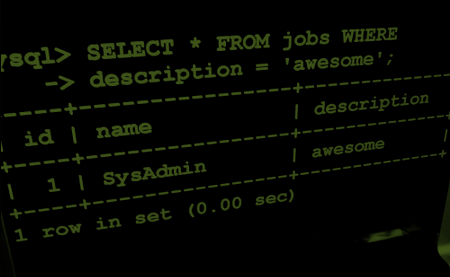 ysql> SELECT * FROM jobs WHERE
-> description = 'awesome';
-----+--------------------+---------------
id | name | description
+-----+--------------------+---------------+
| 1 | SysAdmin | awesome |
+-----+--------------------+---------------+
1 row in set (0.00 sec)